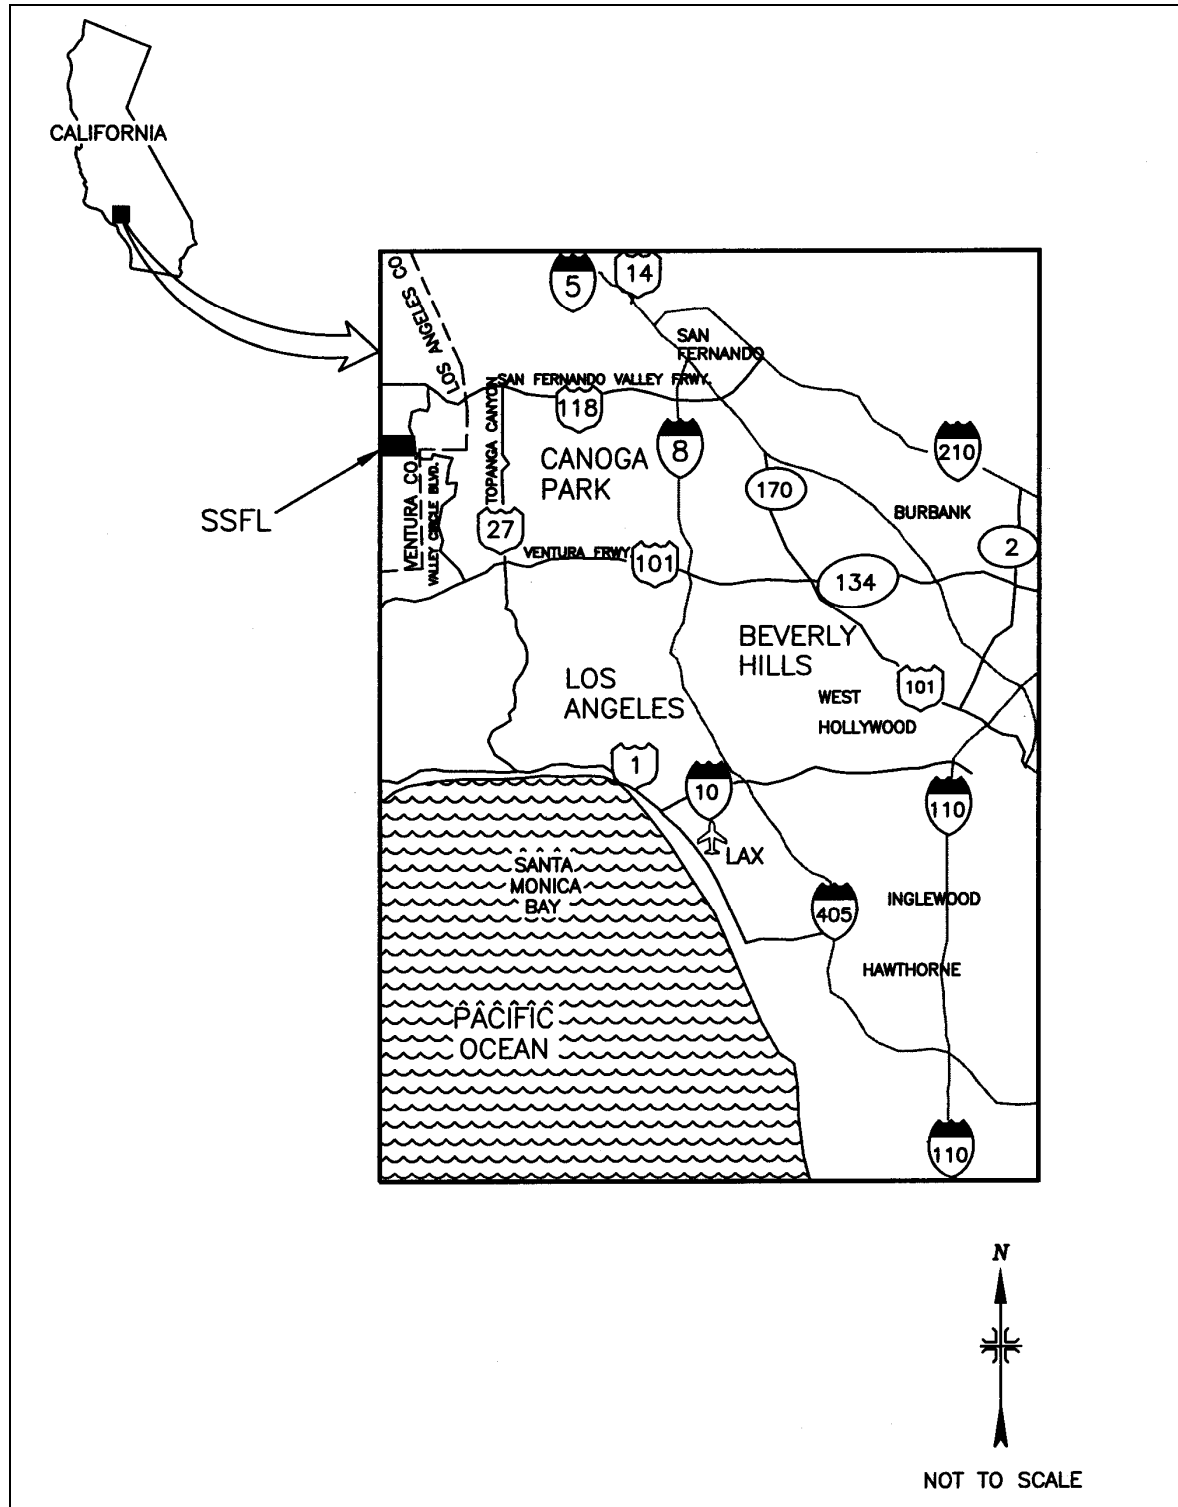 CALIFORNIA
LOS ANGELES CO
5
14
SAN
FERNANDO
SAN FERNANDO VALLEY FRWY.
118
TOPANGA CANYON
8
CANOGA
PARK
210
170
BURBANK
SSFL
VENTURA CO.
VALLEY CIRCLE BLVD.
27
VENTURA FRWY.
101
2
134
BEVERLY
HILLS
LOS
ANGELES
101
WEST
HOLLYWOOD
1
10
110
LAX
SANTA
MONICA
BAY
405
INGLEWOOD
HAWTHORNE
PACIFIC
OCEAN
110
N
NOT TO SCALE